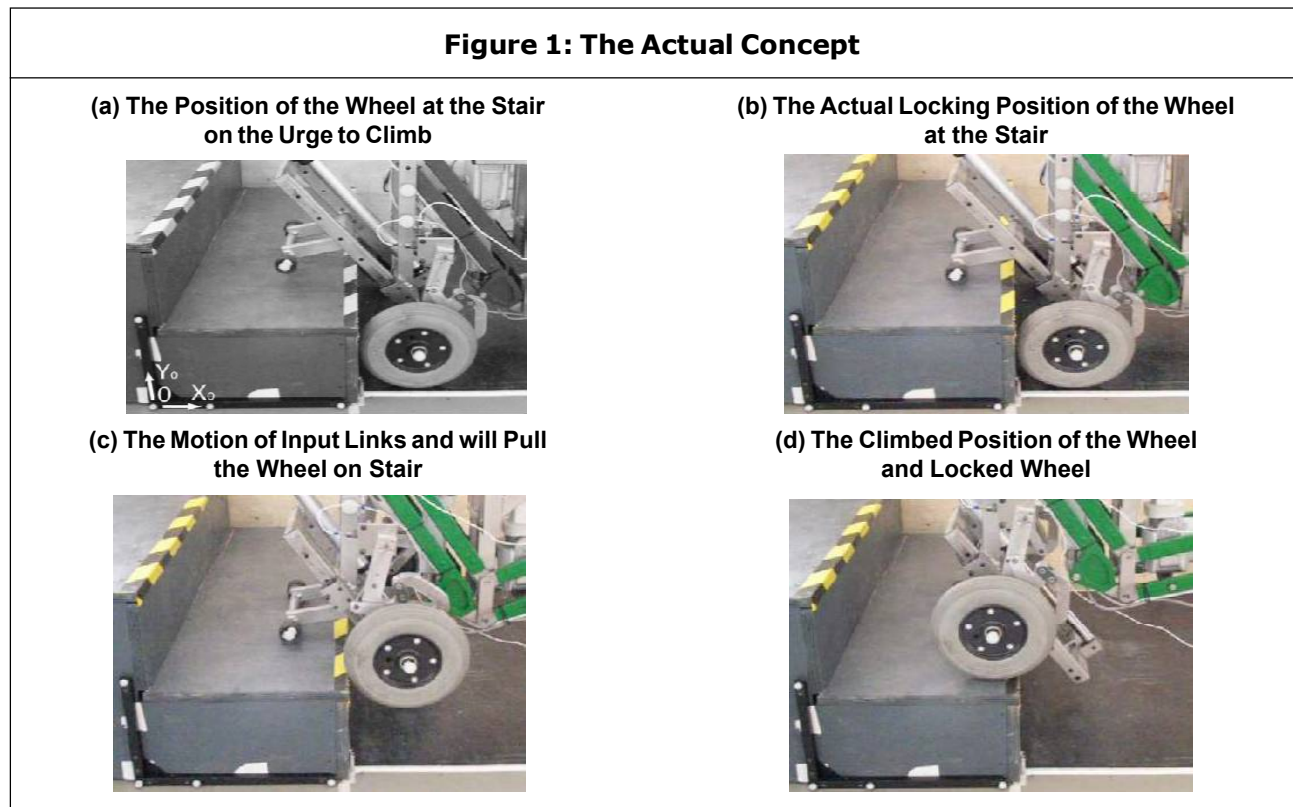 Figure 1: The Actual Concept
(a) The Position of the Wheel at the Stair
on the Urge to Climb
(b) The Actual Locking Position of the Wheel
at the Stair
Y₀
O X₀
(c) The Motion of Input Links and will Pull
the Wheel on Stair
(d) The Climbed Position of the Wheel
and Locked Wheel